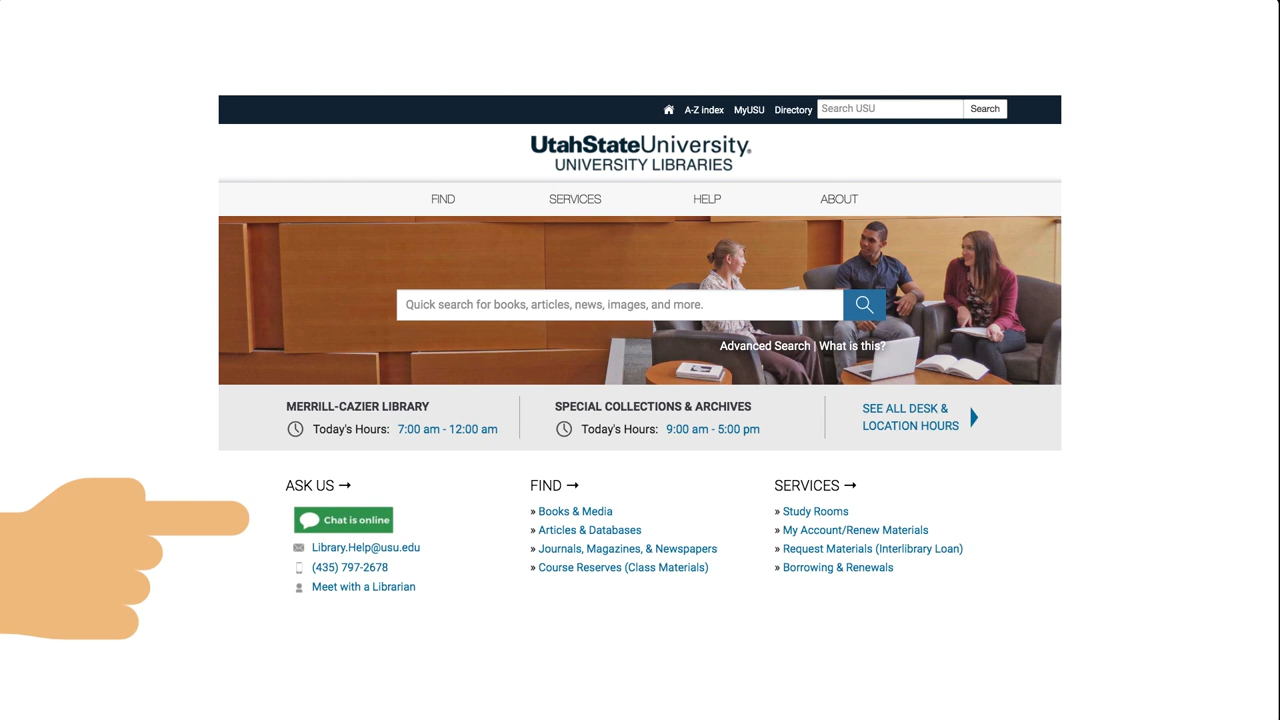 A-Z index MyUSU Directory Search USU Search
UtahStateUniversity®
UNIVERSITY LIBRARIES
FIND SERVICES HELP ABOUT
Quick search for books, articles, news, images, and more.
Advanced Search | What is this?
MERRILL-CAZIER LIBRARY
Today's Hours: 7:00 am - 12:00 am
SPECIAL COLLECTIONS & ARCHIVES
Today's Hours: 9:00 am - 5:00 pm
SEE ALL DESK &
LOCATION HOURS
ASK US →
Chat is online
Library.Help@usu.edu
(435) 797-2678
Meet with a Librarian
FIND →
» Books & Media
» Articles & Databases
» Journals, Magazines, & Newspapers
» Course Reserves (Class Materials)
SERVICES →
» Study Rooms
» My Account/Renew Materials
» Request Materials (Interlibrary Loan)
» Borrowing & Renewals